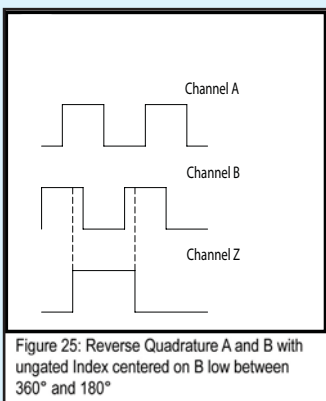 Channel A
Channel B
Channel Z
Figure 25: Reverse Quadrature A and B with
ungated Index centered on B low between
360° and 180°